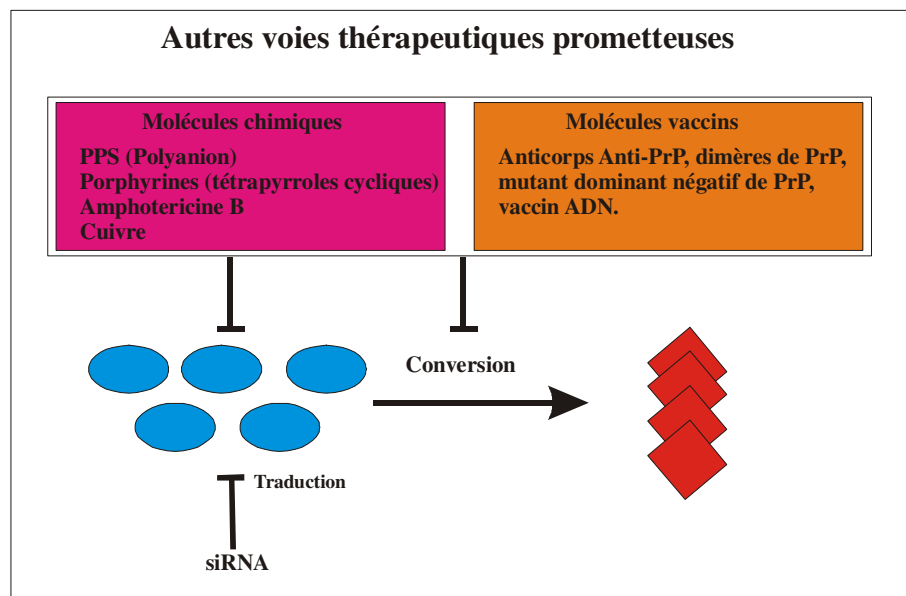 Autres voies thérapeutiques prometteuses
Molécules chimiques
PPS (Polyanion)
Porphyrines (tétrapyrroles cycliques)
Amphotericine B
Cuivre
Molécules vaccins
Anticorps Anti-PrP, dimères de PrP,
mutant dominant négatif de PrP,
vaccin ADN.
Conversion
Traduction
siRNA